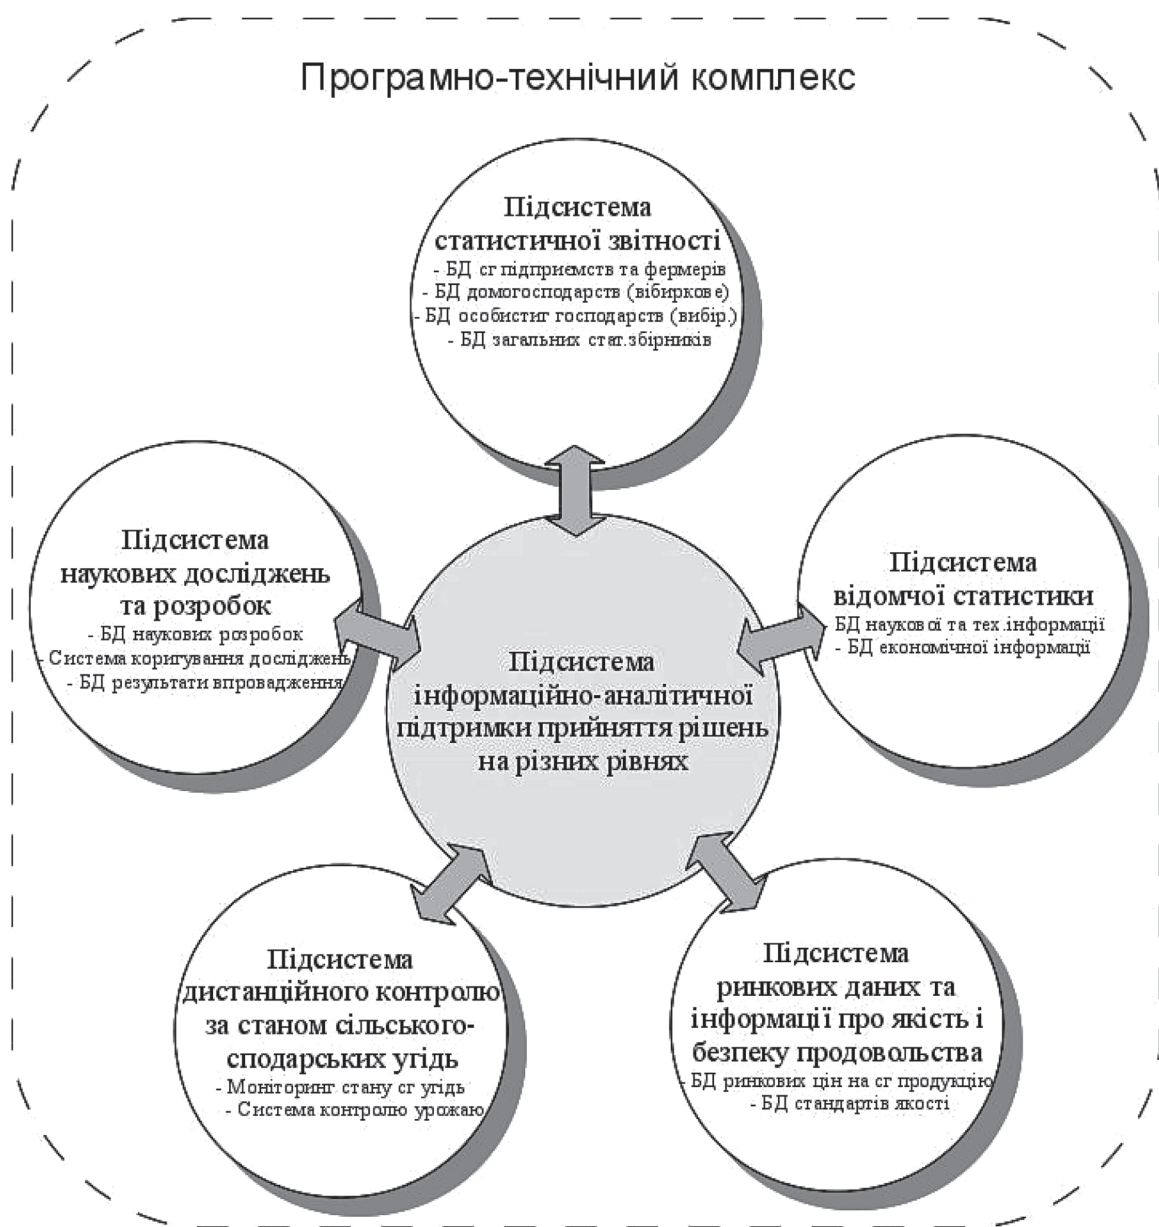 Програмно-технічний комплекс
Підсистема
статистичної звітності
- БД сг підприємств та фермерів
- БД домогосподарств (вібиркове)
- БД особистиг господарств (вибір.)
- БД загальних стат.збірників
Підсистема
наукових досліджень
та розробок
- БД наукових розробок
- Система коригування досліджень
- БД результати впровадження
Підсистема
відомчої статистики
БД наукової та тех.інформації
- БД економічної інформації
Підсистема
інформаційно-аналітичної
підтримки прийняття рішень
на різних рівнях
Підсистема
дистанційного контролю
за станом сільського-
сподарських угідь
- Моніторинг стану сг угідь
- Система контролю урожаю
Підсистема
ринкових даних та
інформації про якість і
безпеку продовольства
- БД ринкових цін на сг продукцію
- БД стандартів якості